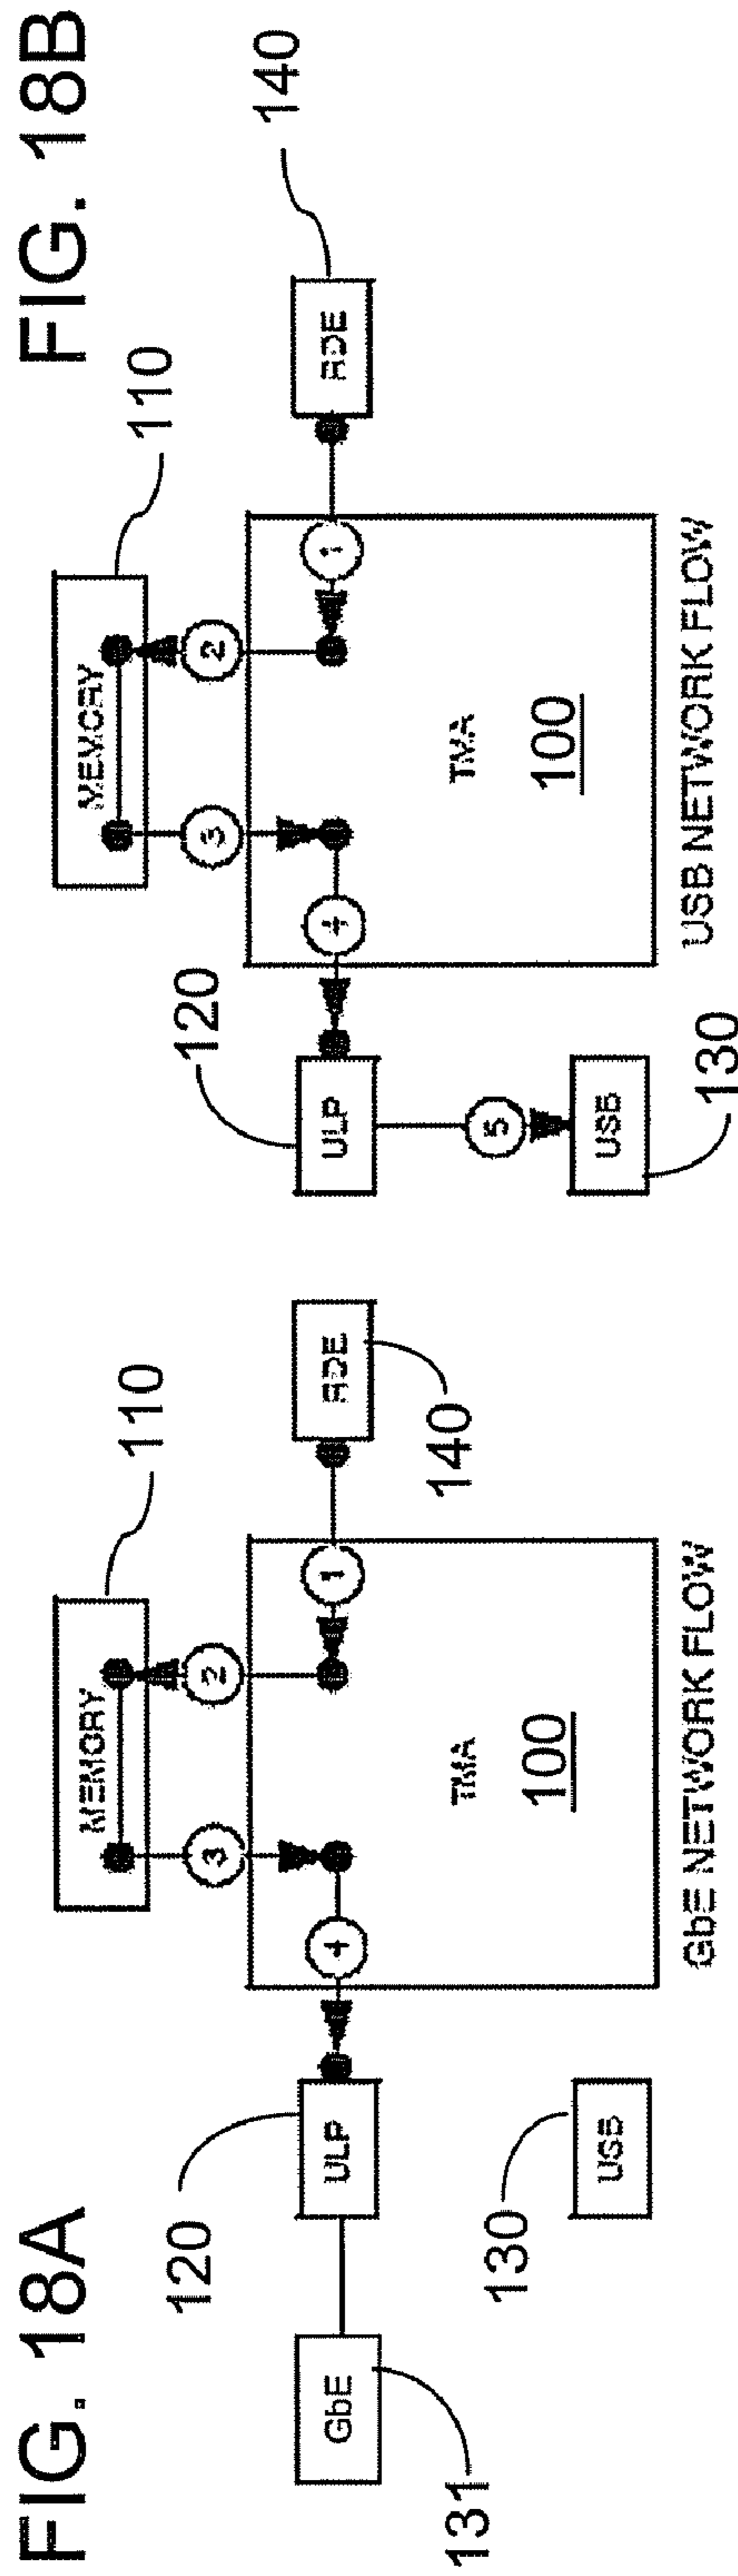 FIG. 18A
MEMORY
110
2
3
1
4
RDE
140
TMA
100
ULP
120
GbE
131
USB
130
GbE NETWORK FLOW
FIG. 18B
MEMORY
110
2
3
1
4
RDE
140
TMA
100
ULP
120
5
USB
130
USB NETWORK FLOW